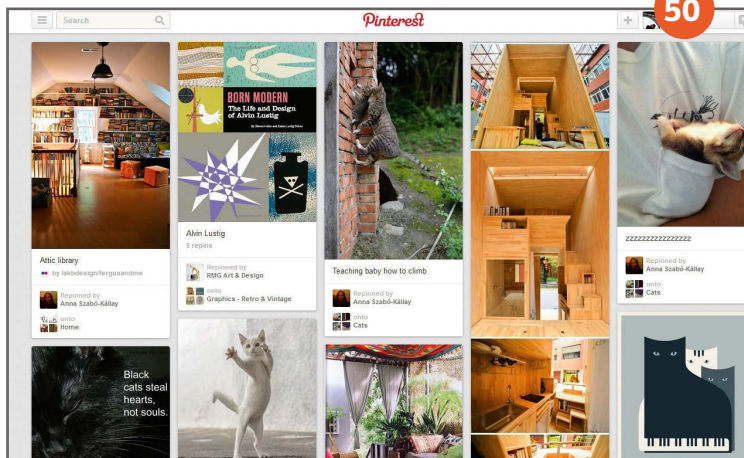 Search
Pinterest
50
Attic library
by lakbdesign/fergusandme
Repinned by
Anna Szabó-Kállay
onto
Home
Black
cats steal
hearts,
not souls.
BORN MODERN
The Life and Design
of Alvin Lustig
Alvin Lustig
5 repins
Repinned by
RMG Art & Design
onto
Graphics - Retro & Vintage
Teaching baby how to climb
Repinned by
Anna Szabó-Kállay
onto
Cats
zzzzzzzzzzzzzzzz
Repinned by
Anna Szabó-Kállay
onto
Cats